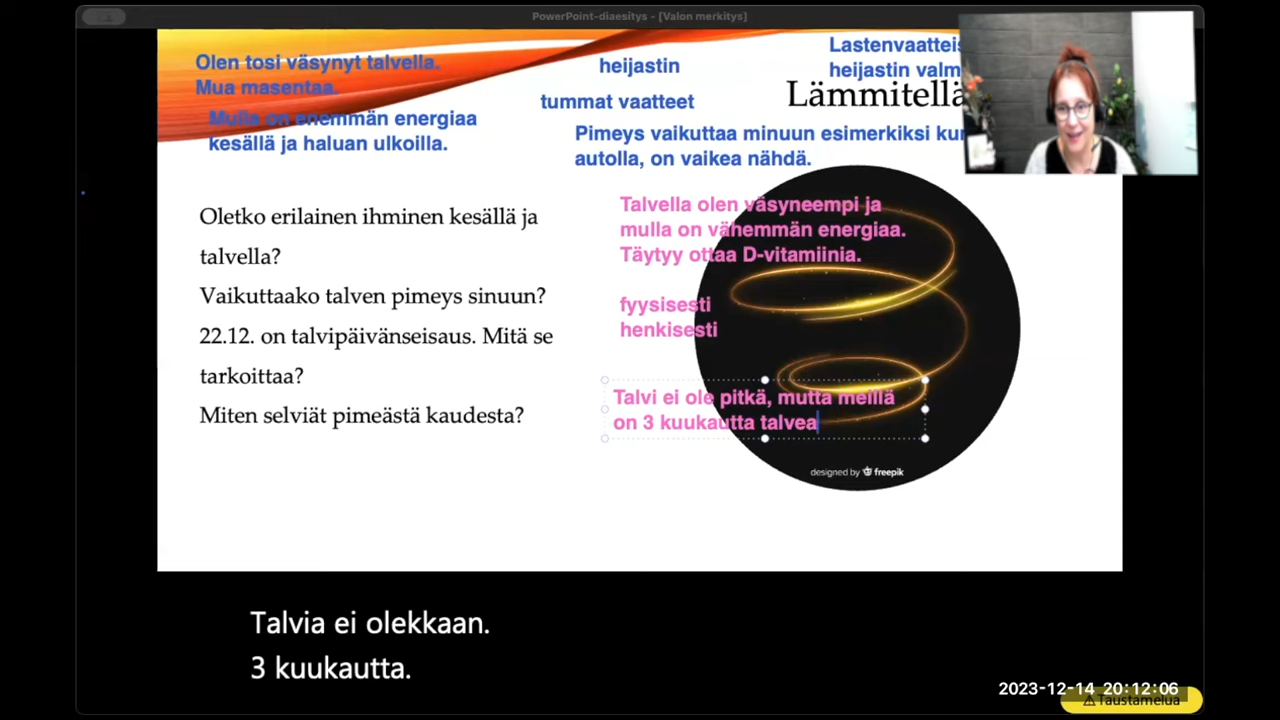 PowerPoint-diaesitys - [Valon merkitys]
Olen tosi väsynyt talvella.
Mua masentaa.
Mulla on enemmän energiaa
kesällä ja haluan ulkoilla.
heijastin
tummat vaatteet
Lastenvaatteis
heijastin valm
Lämmitellä
Pimeys vaikuttaa minuun esimerkiksi kun
autolla, on vaikea nähdä.
Oletko erilainen ihminen kesällä ja
talvella?
Vaikuttaako talven pimeys sinuun?
22.12. on talvipäivänseisaus. Mitä se
tarkoittaa?
Miten selviät pimeästä kaudesta?
Talvella olen väsyneempi ja
mulla on vähemmän energiaa.
Täytyy ottaa D-vitamiinia.
fyysisesti
henkisesti
Talvi ei ole pitkä, mutta meillä
on 3 kuukautta talvea
designed by freepik
Talvia ei olekkaan.
3 kuukautta.
2023-12-14 20:12:06
Taustamelua